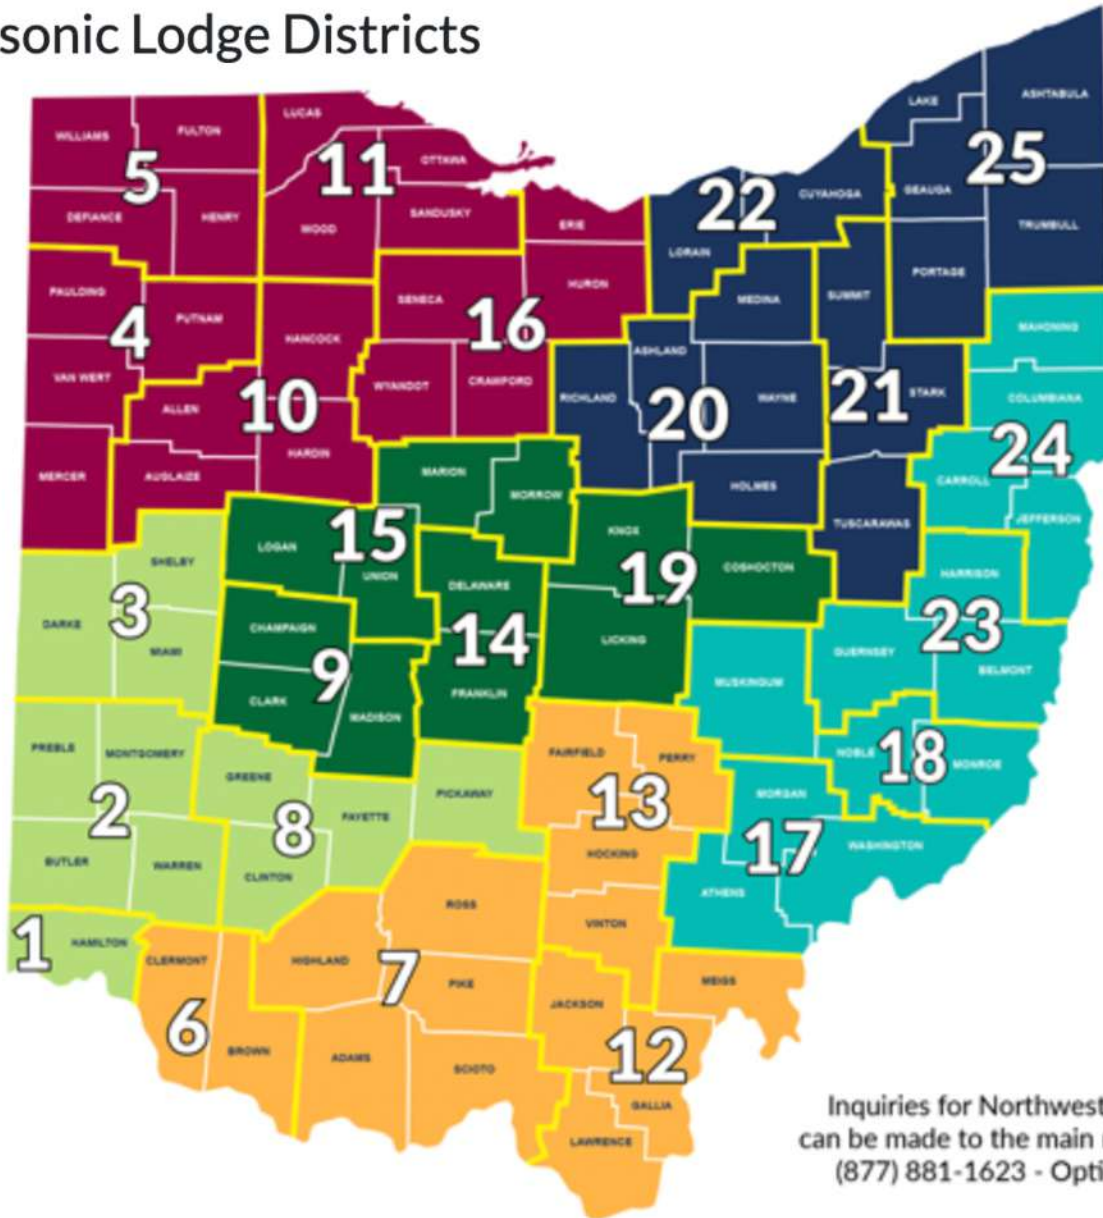 sonic Lodge Districts
LAKE
ASHTABULA
LUCAS
WILLIAMS
FULTON
25
11
OTTAWA
5
22
CUYAHOGA
GEAUGA
DEFIANCE
HENRY
WOOD
SANDUSKY
ERIE
TRUMBULL
LORAIN
PORTAGE
PAULDING
SENECA
HURON
MEDINA
SUMMIT
4
PUTNAM
16
MAHONING
HANCOCK
ASHLAND
VAN WERT
WYANDOT
CRAWFORD
RICHLAND
WAYNE
21
STARK
COLUMBIANA
ALLEN
10
20
24
MERCER
AUGLAIZE
HARDIN
MARION
MORROW
HOLMES
CARROLL
JEFFERSON
TUSCARAWAS
LOGAN
15
KNOX
SHELBY
UNION
DELAWARE
19
COSHOCTON
HARRISON
DARKE
3
CHAMPAIGN
14
LICKING
23
MIAMI
9
GUERNSEY
BELMONT
CLARK
MADISON
FRANKLIN
MUSKINGUM
PREBLE
MONTGOMERY
FAIRFIELD
PERRY
NOBLE
18
MONROE
GREENE
PICKAWAY
MORGAN
2
8
FAYETTE
13
17
WASHINGTON
BUTLER
WARREN
CLINTON
HOCKING
ATHENS
ROSS
VINTON
1
HAMILTON
CLERMONT
HIGHLAND
7
PIKE
MEIGS
JACKSON
6
BROWN
ADAMS
SCIOTO
12
GALLIA
LAWRENCE
Inquiries for Northwest
can be made to the main
(877) 881-1623 - Opti